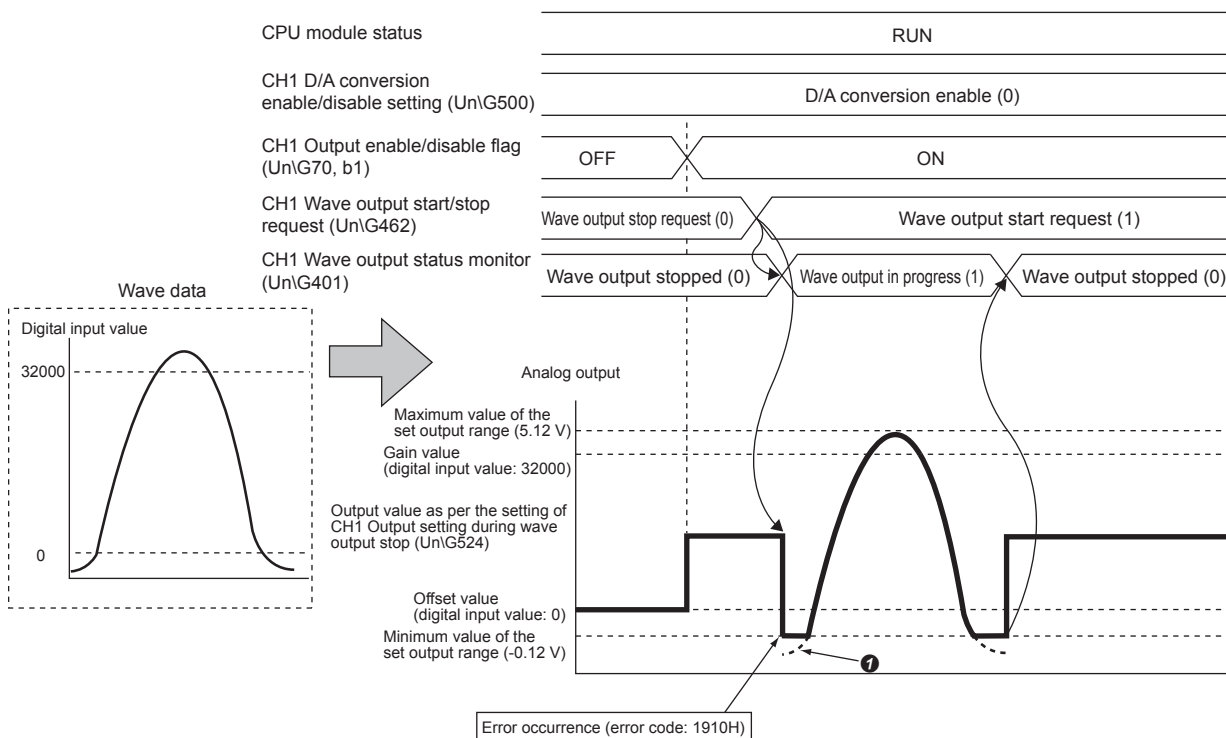 CPU module status
RUN
CH1 D/A conversion
enable/disable setting (Un\G500)
D/A conversion enable (0)
CH1 Output enable/disable flag
(Un\G70, b1)
OFF
ON
CH1 Wave output start/stop
request (Un\G462)
Wave output stop request (0)
Wave output start request (1)
CH1 Wave output status monitor
(Un\G401)
Wave output stopped (0)
Wave output in progress (1)
Wave output stopped (0)
Wave data
Digital input value
32000
0
Analog output
Maximum value of the
set output range (5.12 V)
Gain value
(digital input value: 32000)
Output value as per the setting of
CH1 Output setting during wave
output stop (Un\G524)
Offset value
(digital input value: 0)
Minimum value of the
set output range (-0.12 V)
❶
Error occurrence (error code: 1910H)